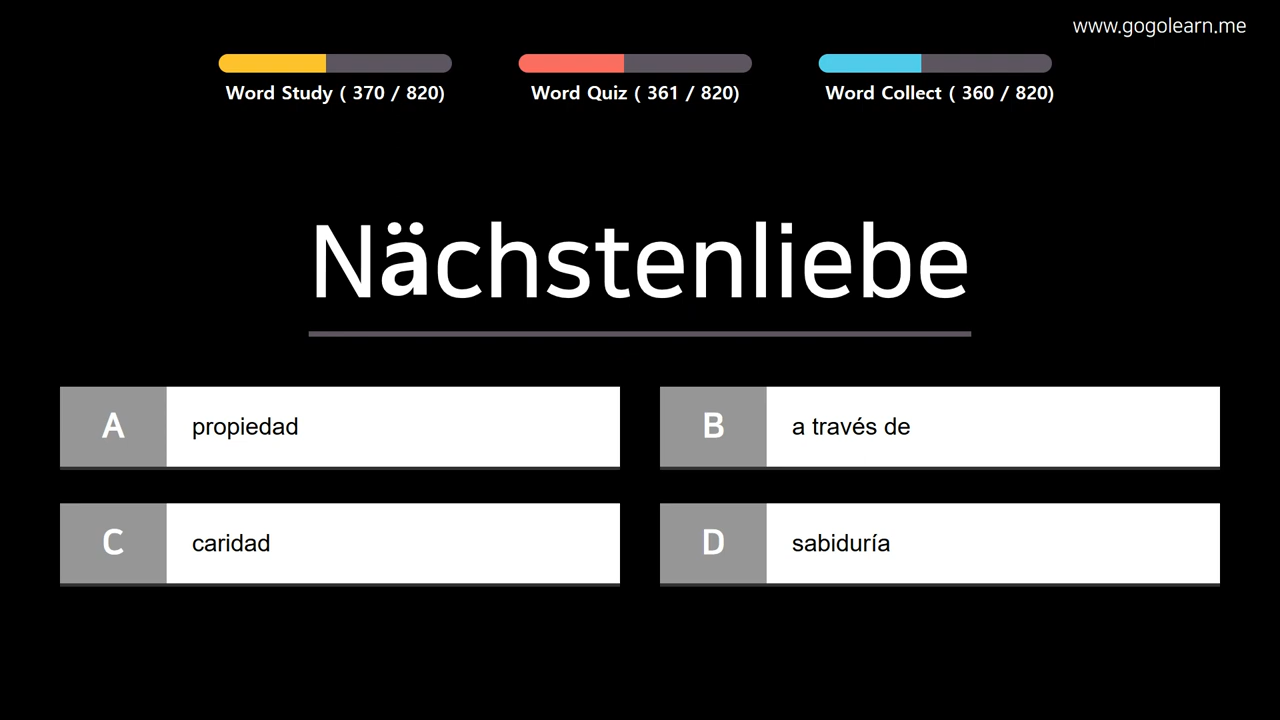 www.gogolearn.me
Word Study ( 370 / 820)
Word Quiz ( 361 / 820)
Word Collect ( 360 / 820)
Nächstenliebe
A propiedad
B a través de
C caridad
D sabiduría